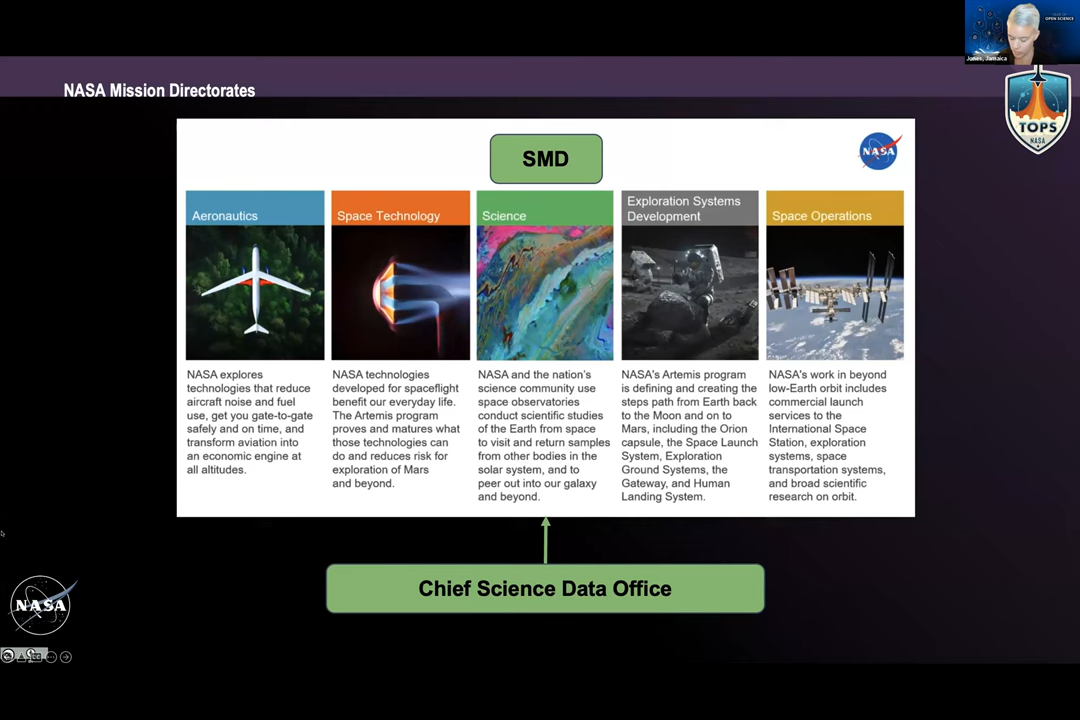 YEAR OF
OPEN SCIENCE
Jones, Jamaica
NASA Mission Directorates
TOPS
NASA
SMD
NASA
Aeronautics
NASA explores
technologies that reduce
aircraft noise and fuel
use, get you gate-to-gate
safely and on time, and
transform aviation into
an economic engine at
all altitudes.
Space Technology
NASA technologies
developed for spaceflight
benefit our everyday life.
The Artemis program
proves and matures what
those technologies can
do and reduces risk for
exploration of Mars
and beyond.
Science
NASA and the nation's
science community use
space observatories
conduct scientific studies
of the Earth from space
to visit and return samples
from other bodies in the
solar system, and to
peer out into our galaxy
and beyond.
Exploration Systems
Development
NASA's Artemis program
is defining and creating the
steps path from Earth back
to the Moon and on to
Mars, including the Orion
capsule, the Space Launch
System, Exploration
Ground Systems, the
Gateway, and Human
Landing System.
Space Operations
NASA's work in beyond
low-Earth orbit includes
commercial launch
services to the
International Space
Station, exploration
systems, space
transportation systems,
and broad scientific
research on orbit.
Chief Science Data Office
NASA